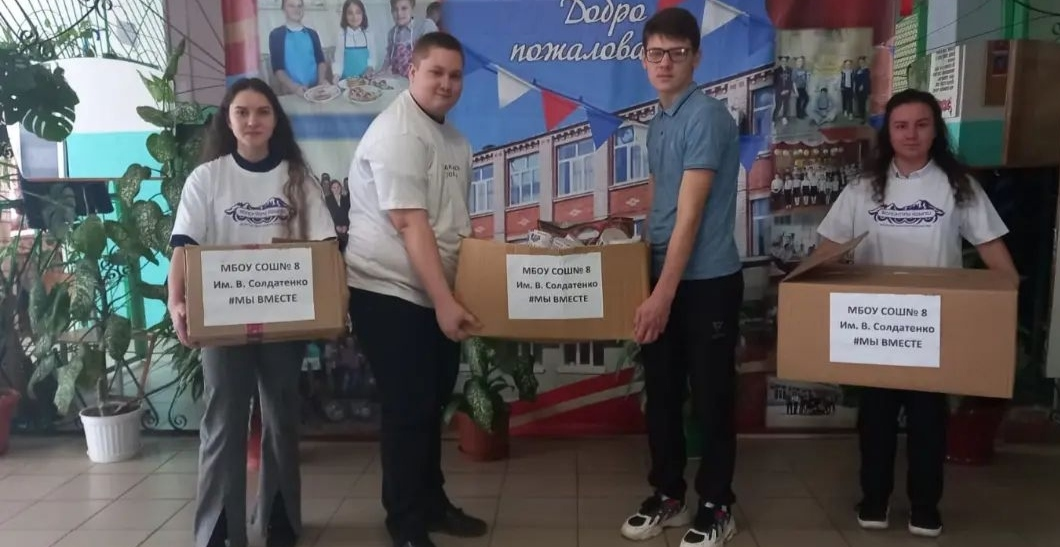 Добро
пожалова
МБОУ СОШ№ 8
Им. В. Солдатенко
#МЫ ВМЕСТЕ
МБОУ СОШ№ 8
Им. В. Солдатенко
#МЫ ВМЕСТЕ
МБОУ СОШ№ 8
Им. В. Солдатенко
#МЫ ВМЕСТЕ